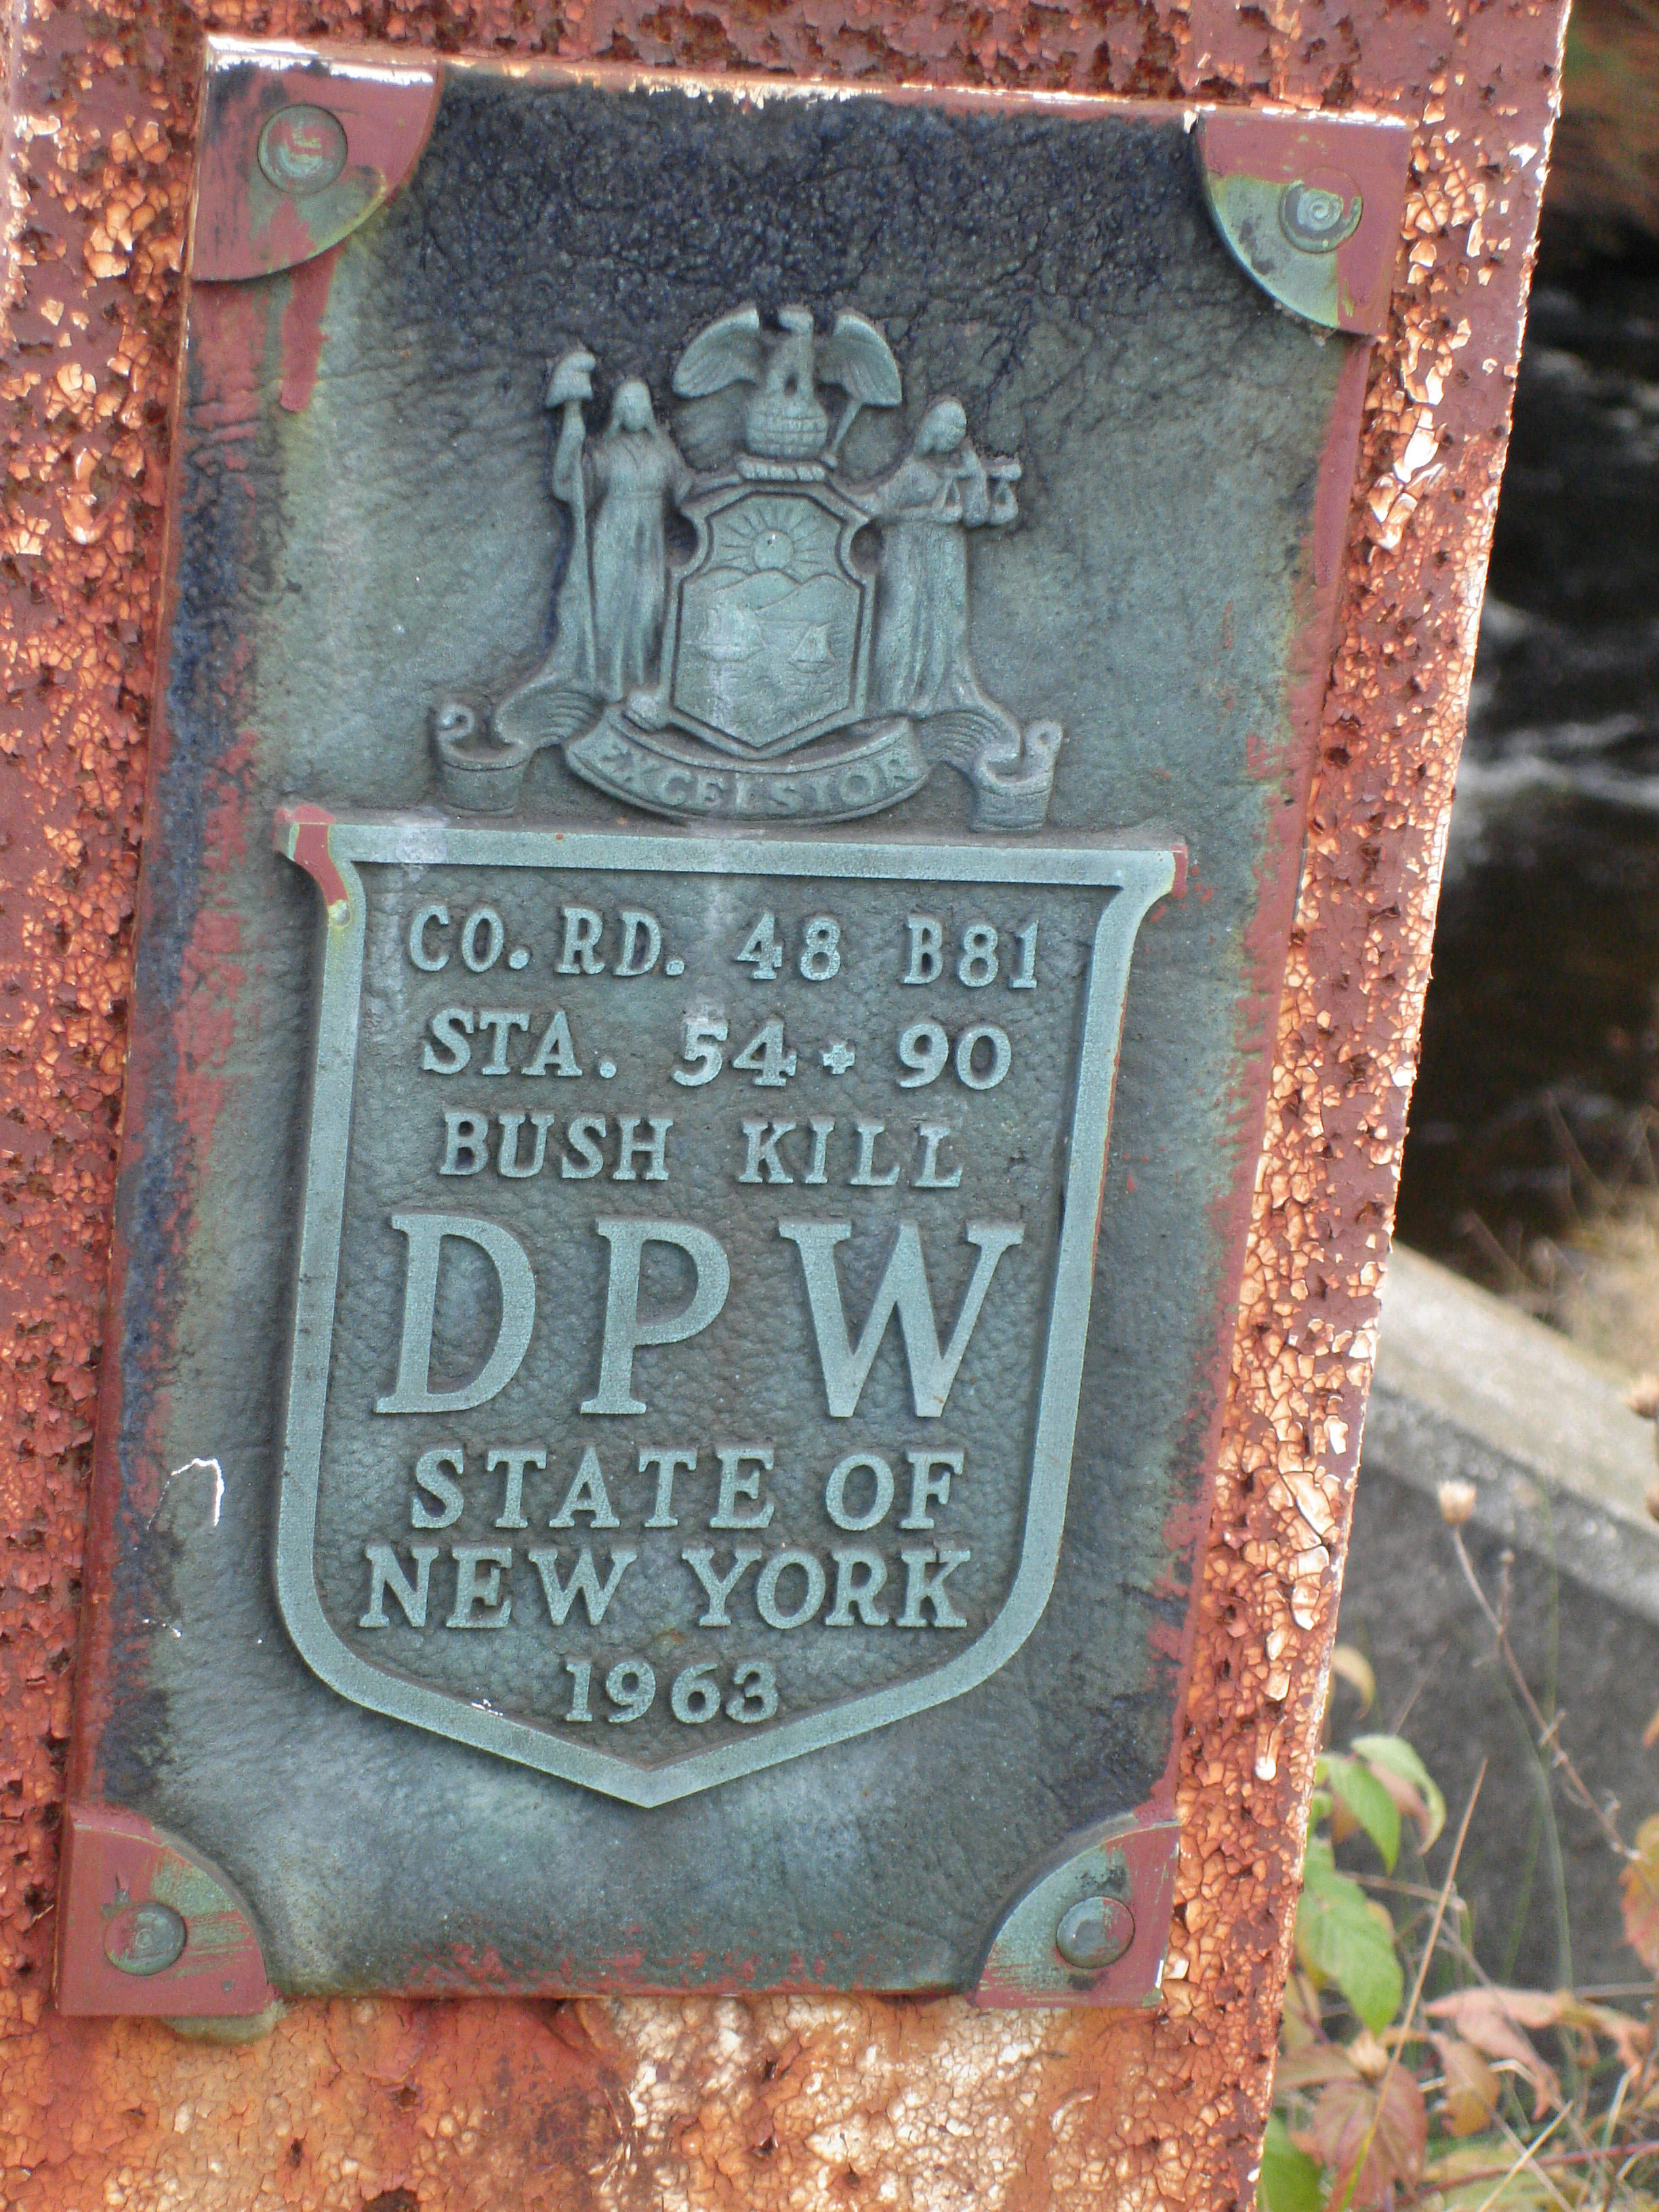 EXCELSIOR
CO. RD. 48 B81
STA. 54+90
BUSH KILL
DPW
STATE OF
NEW YORK
1963